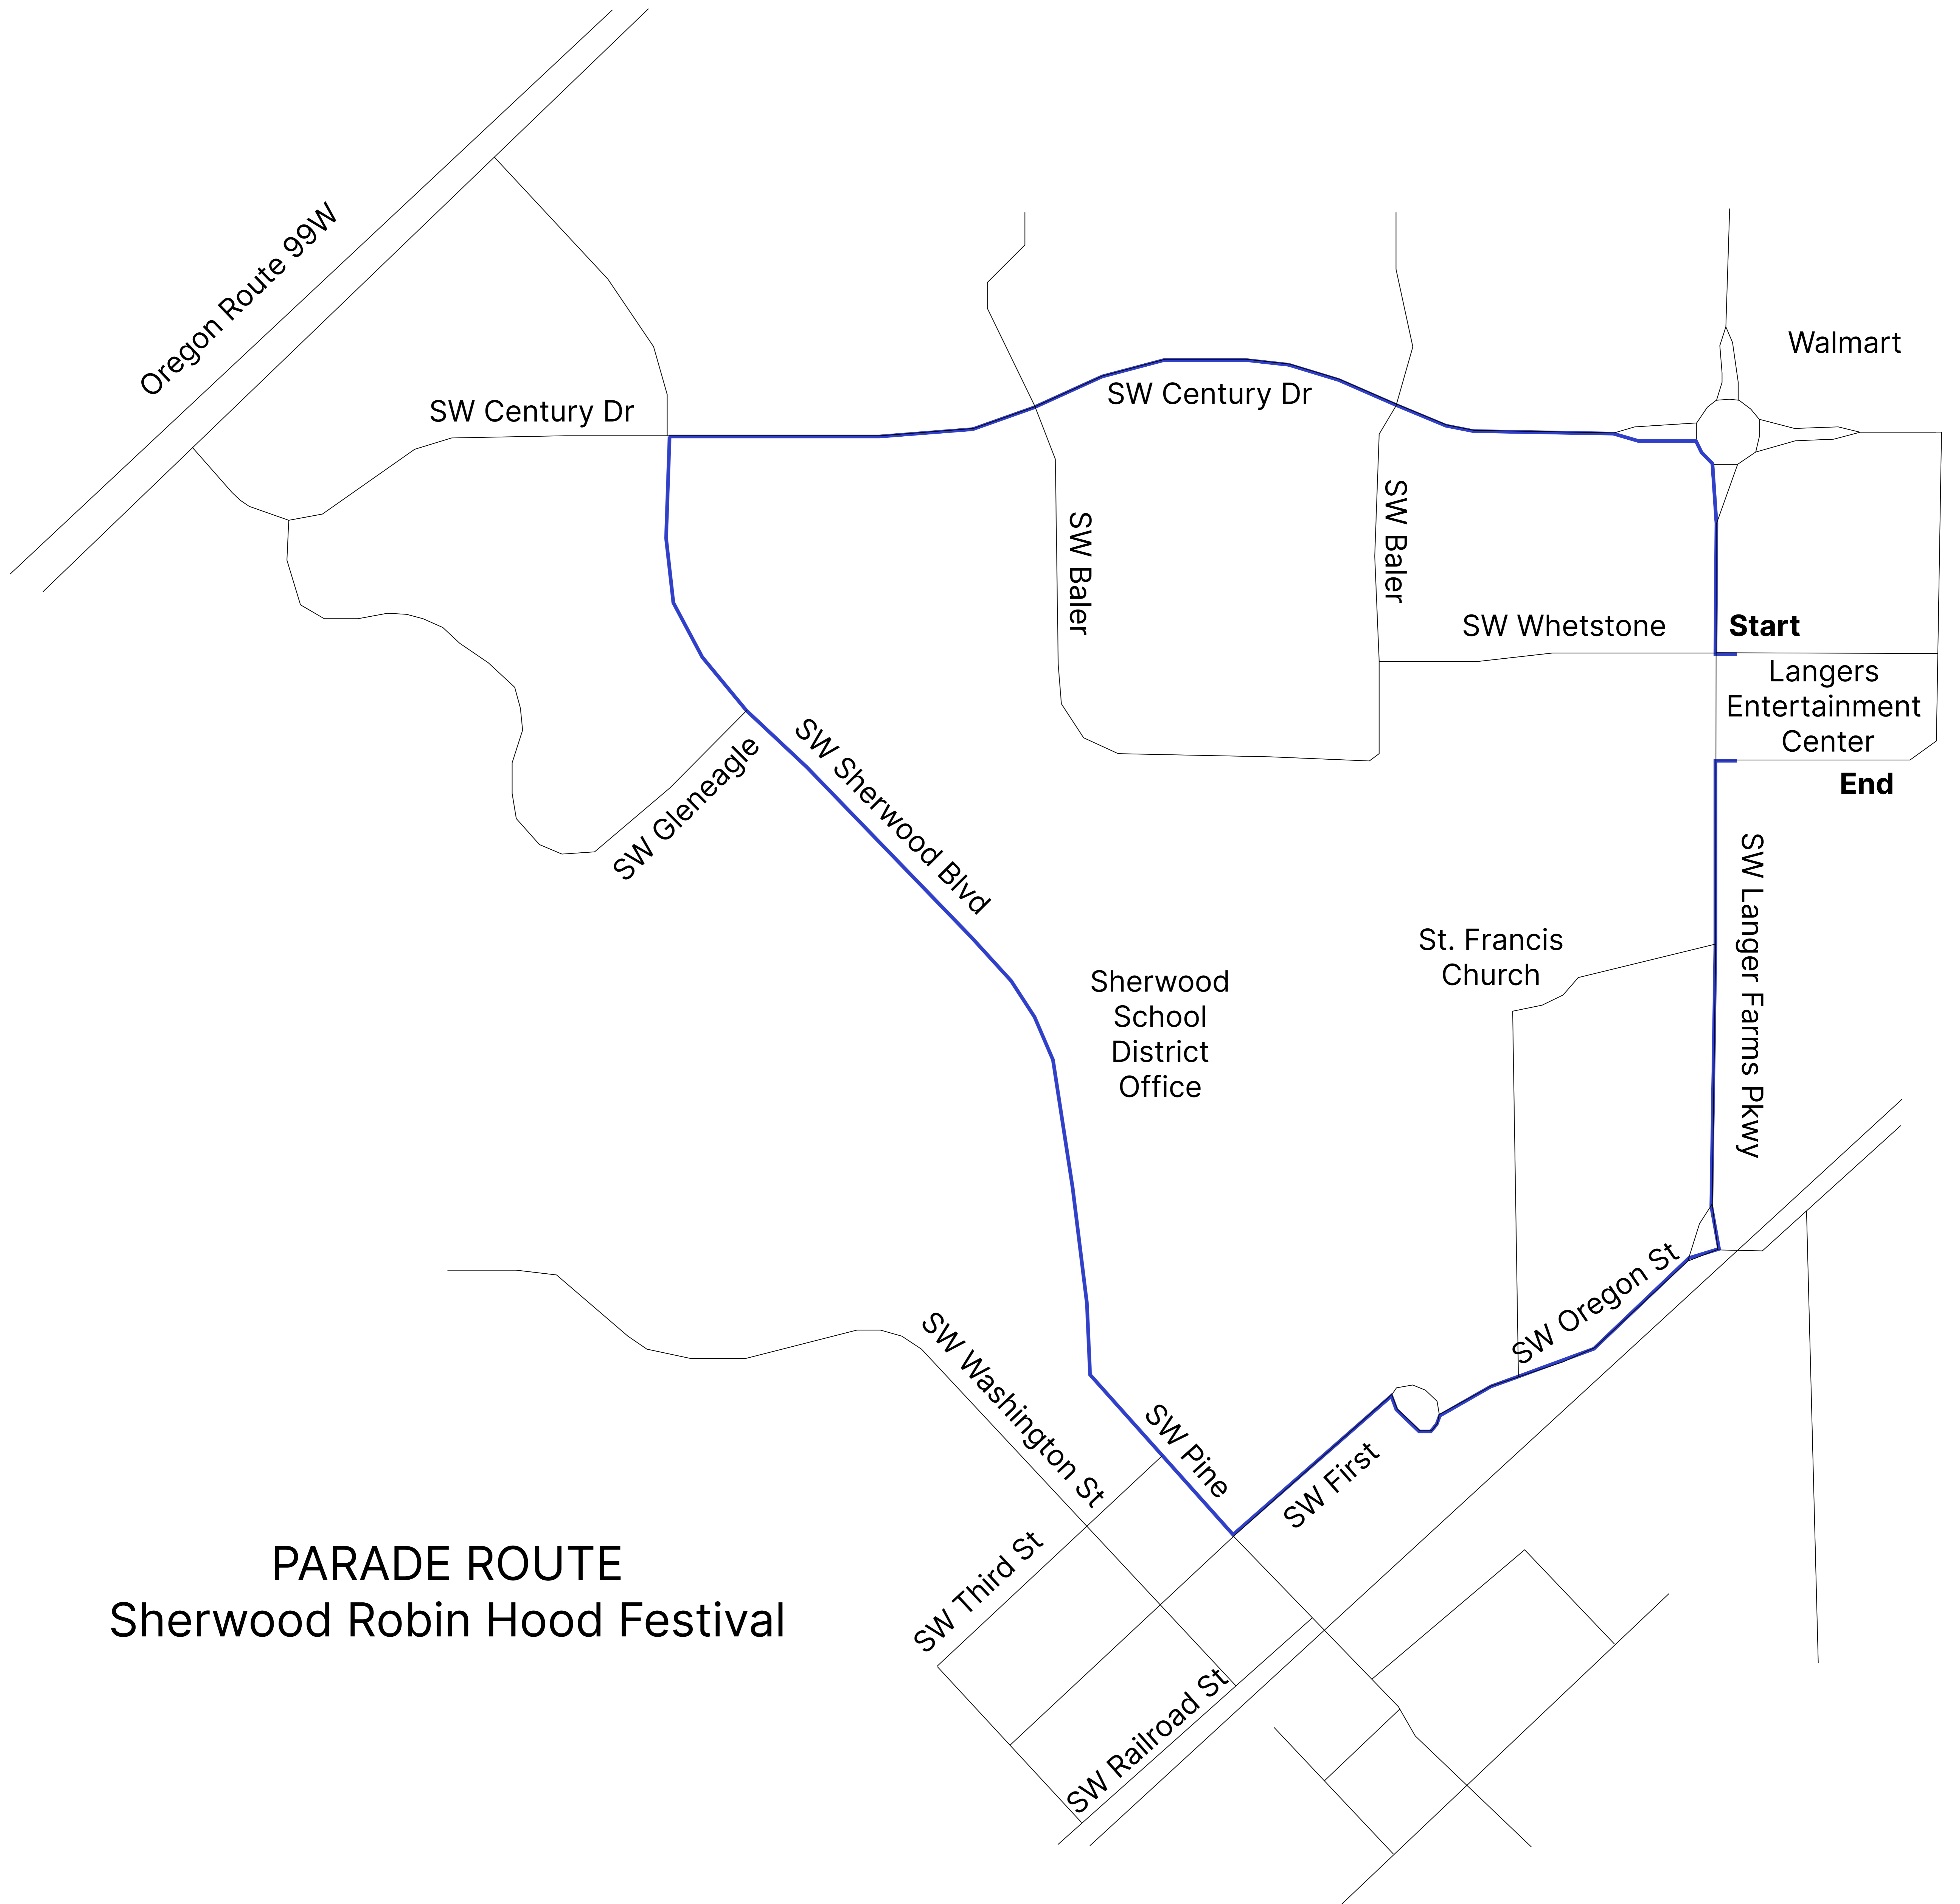 Oregon Route 99W
Walmart
SW Century Dr
SW Century Dr
SW Baler
SW Baler
SW Whetstone
Start
Langers
Entertainment
Center
End
SW Gleneagle
SW Sherwood Blvd
SW Langer Farms Pkwy
St. Francis
Church
Sherwood
School
District
Office
SW Oregon St
SW Washington St
SW Pine
SW First
SW Third St
SW Railroad St
PARADE ROUTE
Sherwood Robin Hood Festival